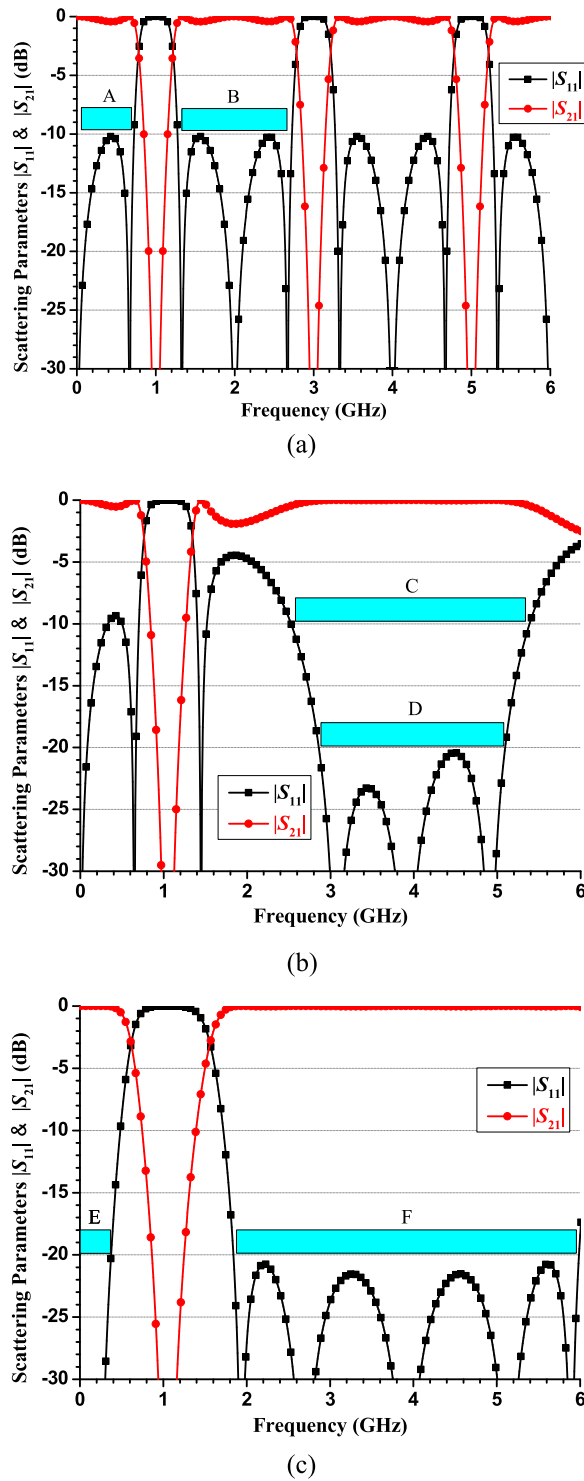 Scattering Parameters |S11| & |S21| (dB)
0
-5
-10
-15
-20
-25
-30
A
B
|S11|
|S21|
0 1 2 3 4 5 6
Frequency (GHz)
(a)
Scattering Parameters |S11| & |S21| (dB)
0
-5
-10
-15
-20
-25
-30
C
D
|S11|
|S21|
0 1 2 3 4 5 6
Frequency (GHz)
(b)
Scattering Parameters |S11| & |S21| (dB)
0
-5
-10
-15
-20
-25
-30
|S11|
|S21|
E
F
0 1 2 3 4 5 6
Frequency (GHz)
(c)